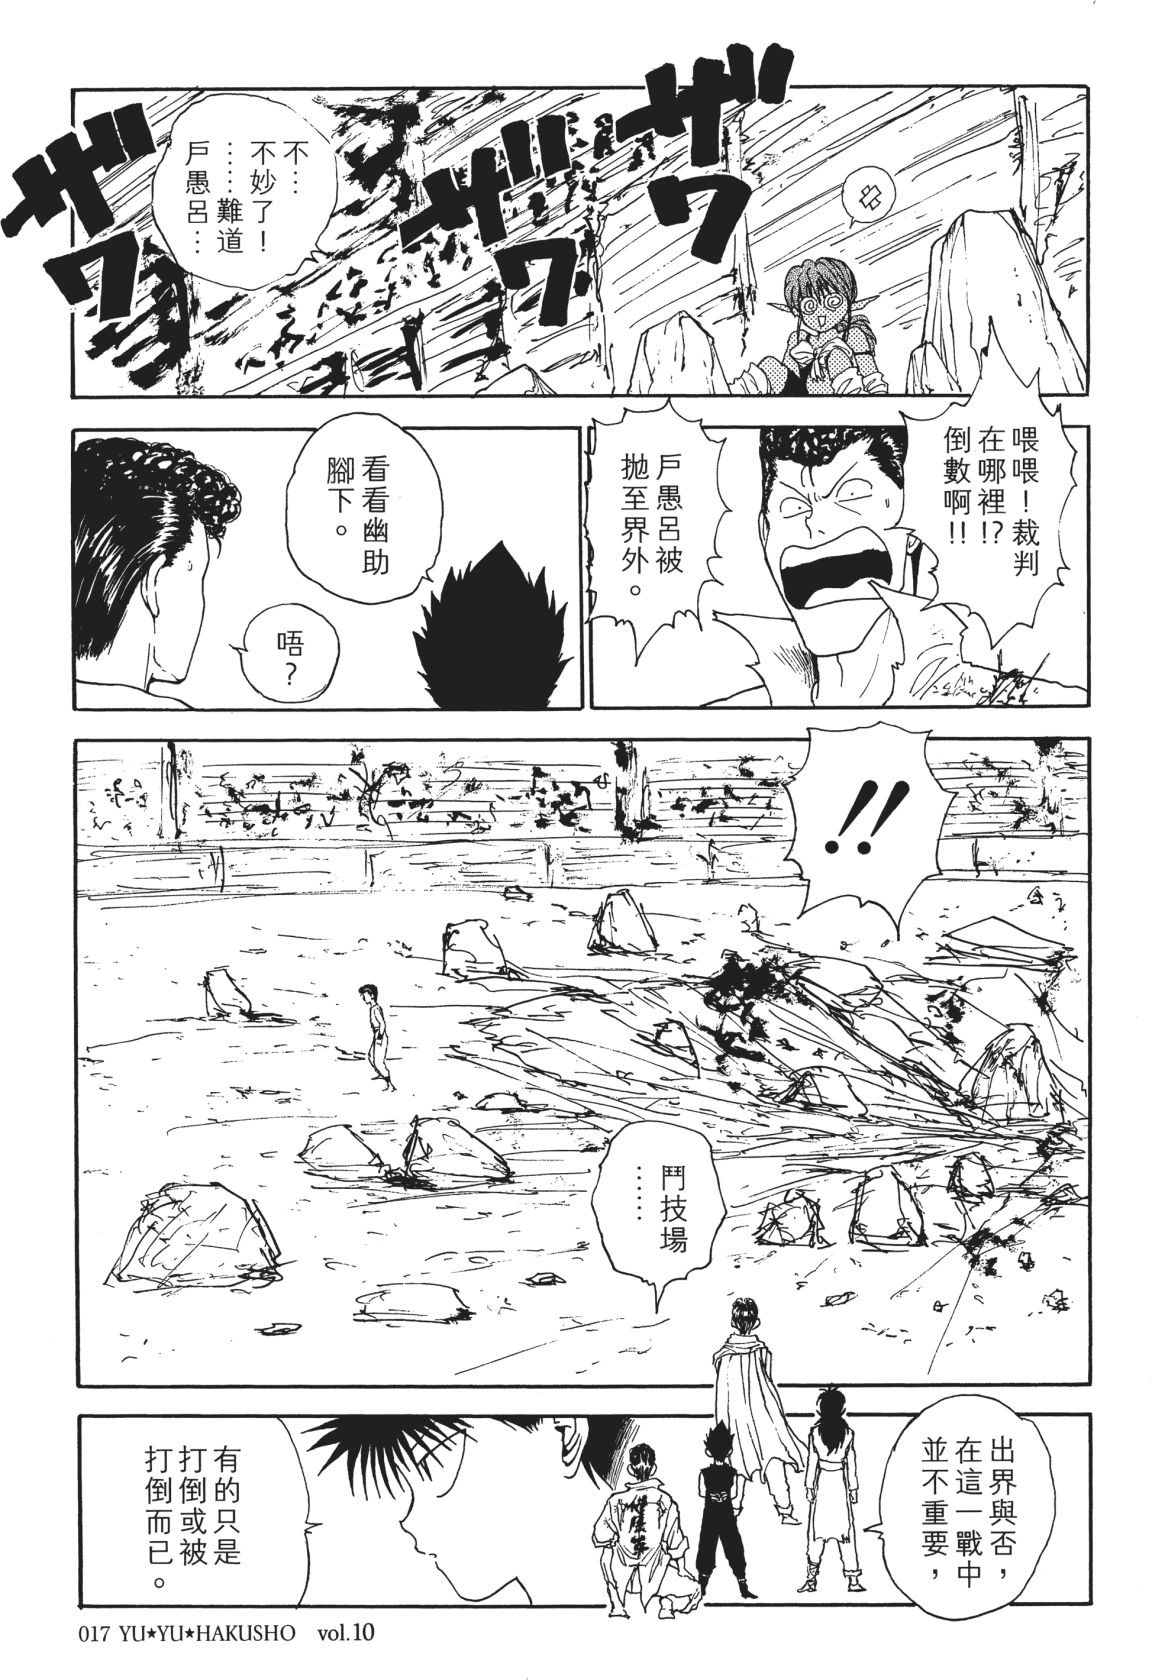 ザワ
ザワ
ザワ
不…
不妙了！
……難道
戶愚呂…
喂喂！裁判
在哪裡!?
倒數啊!!
戶愚呂被
拋至界外。
看看幽助
腳下。
唔?
!!
鬥技場
……
出界與否，
在這一戰中
並不重要，
有的只是
打倒或被
打倒而已。
017 YU★YU★HAKUSHO vol.10